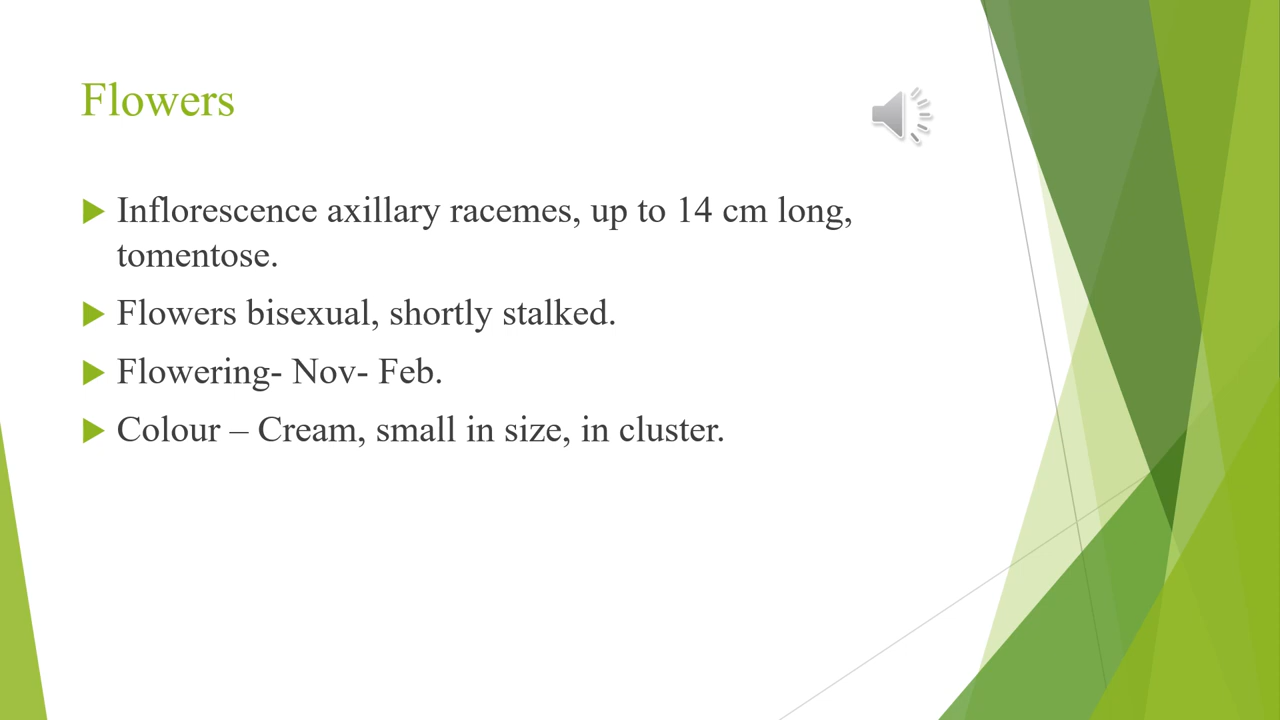 Flowers
Inflorescence axillary racemes, up to 14 cm long,
tomentose.
Flowers bisexual, shortly stalked.
Flowering- Nov- Feb.
Colour – Cream, small in size, in cluster.